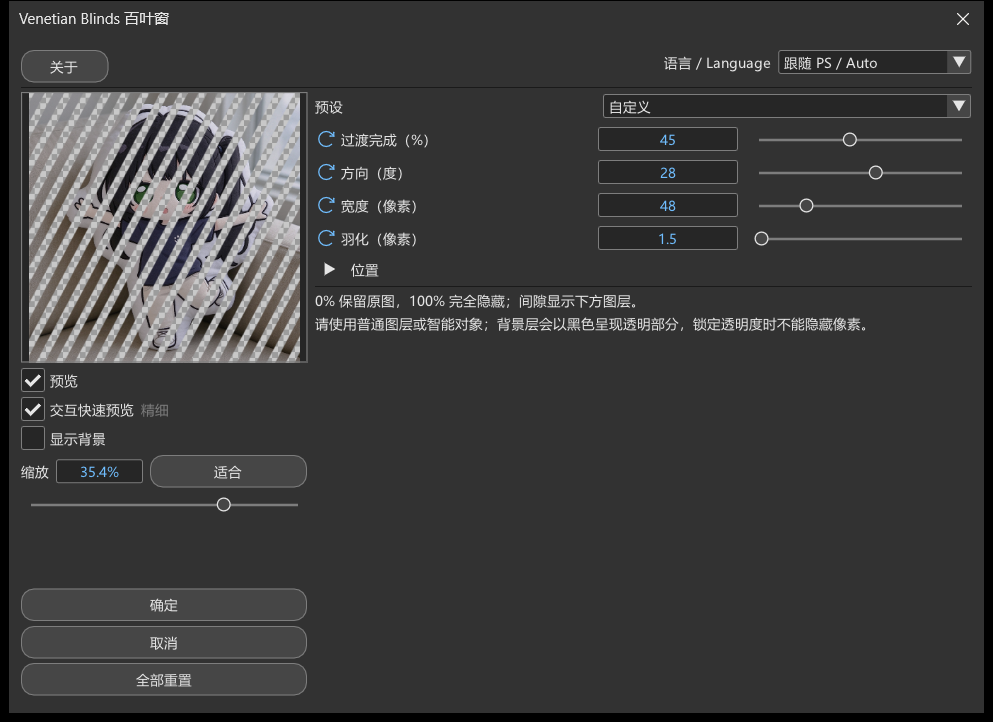 Venetian Blinds 百叶窗
关于
语言 / Language
跟随 PS / Auto
预设
自定义
过渡完成（%）
45
方向（度）
28
宽度（像素）
48
羽化（像素）
1.5
位置
0% 保留原图，100% 完全隐藏；间隙显示下方图层。
请使用普通图层或智能对象；背景层会以黑色呈现透明部分，锁定透明度时不能隐藏像素。
预览
交互快速预览 精细
显示背景
缩放
35.4%
适合
确定
取消
全部重置